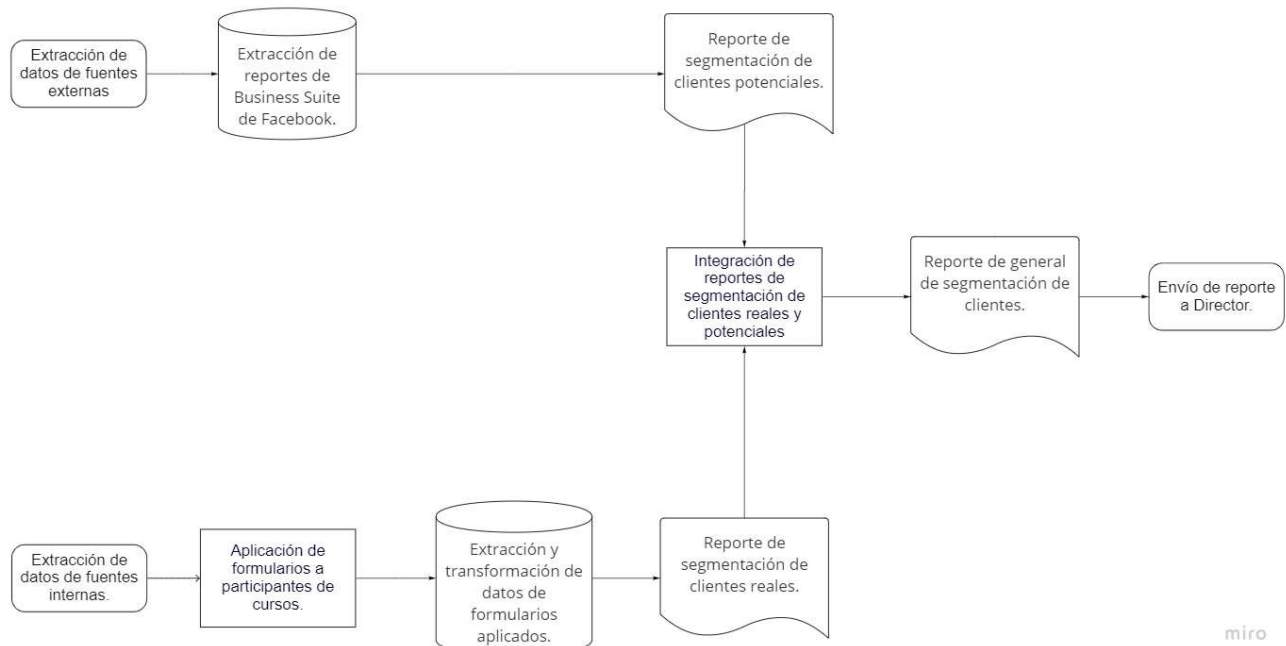 Extracción de
datos de fuentes
externas
Extracción de
reportes de
Business Suite
de Facebook.
Reporte de
segmentación de
clientes potenciales.
Integración de
reportes de
segmentación de
clientes reales y
potenciales
Reporte de general
de segmentación de
clientes.
Envío de reporte
a Director.
Extracción de
datos de fuentes
internas.
Aplicación de
formularios a
participantes de
cursos.
Extracción y
transformación de
datos de
formularios
aplicados.
Reporte de
segmentación de
clientes reales.
miro